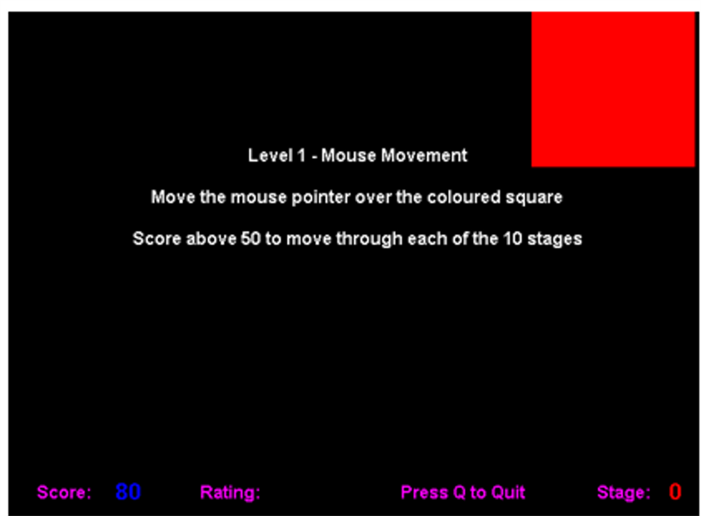 Level 1 - Mouse Movement
Move the mouse pointer over the coloured square
Score above 50 to move through each of the 10 stages
Score: 80 Rating: Press Q to Quit Stage: 0